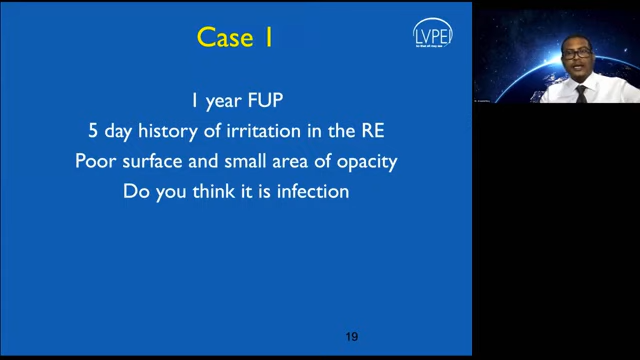 Case 1
LVPEI
1 year FUP
5 day history of irritation in the RE
Poor surface and small area of opacity
Do you think it is infection
19